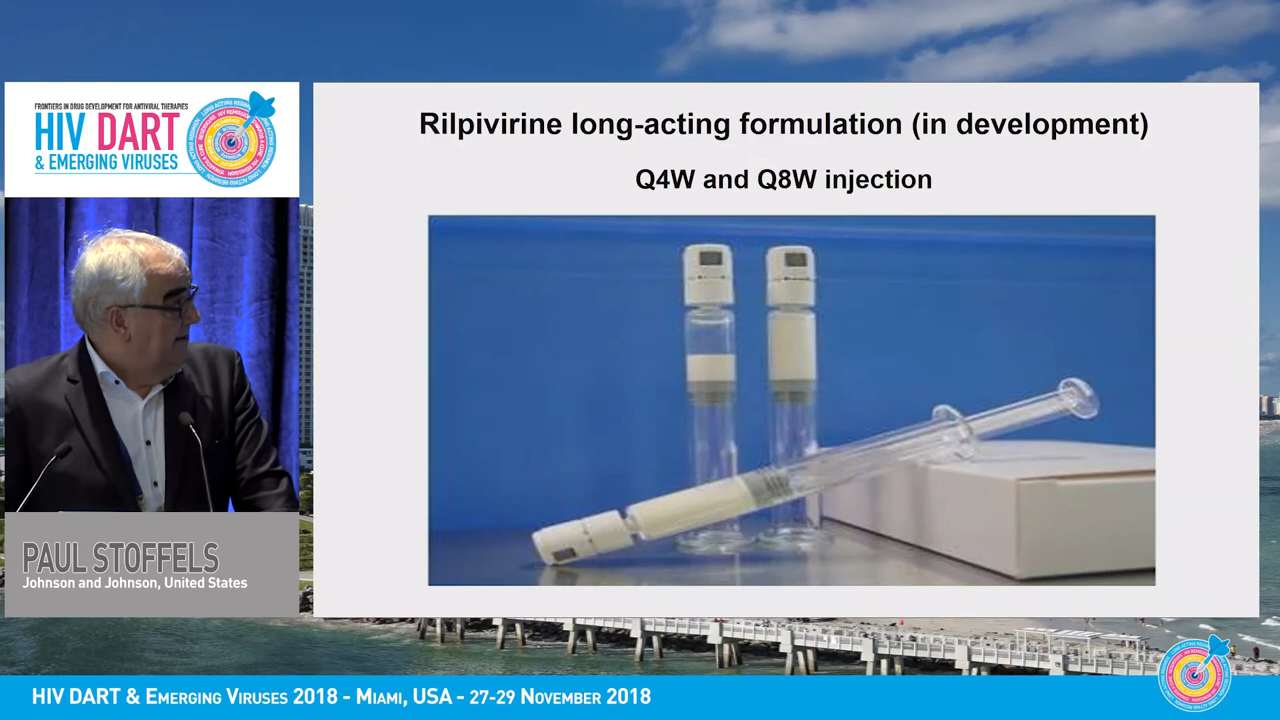 FRONTIERS IN DRUG DEVELOPMENT FOR ANTIVIRAL THERAPIES
HIV DART
& EMERGING VIRUSES
Rilpivirine long-acting formulation (in development)
Q4W and Q8W injection
PAUL STOFFELS
Johnson and Johnson, United States
HIV DART & EMERGING VIRUSES 2018 - MIAMI, USA - 27-29 NOVEMBER 2018